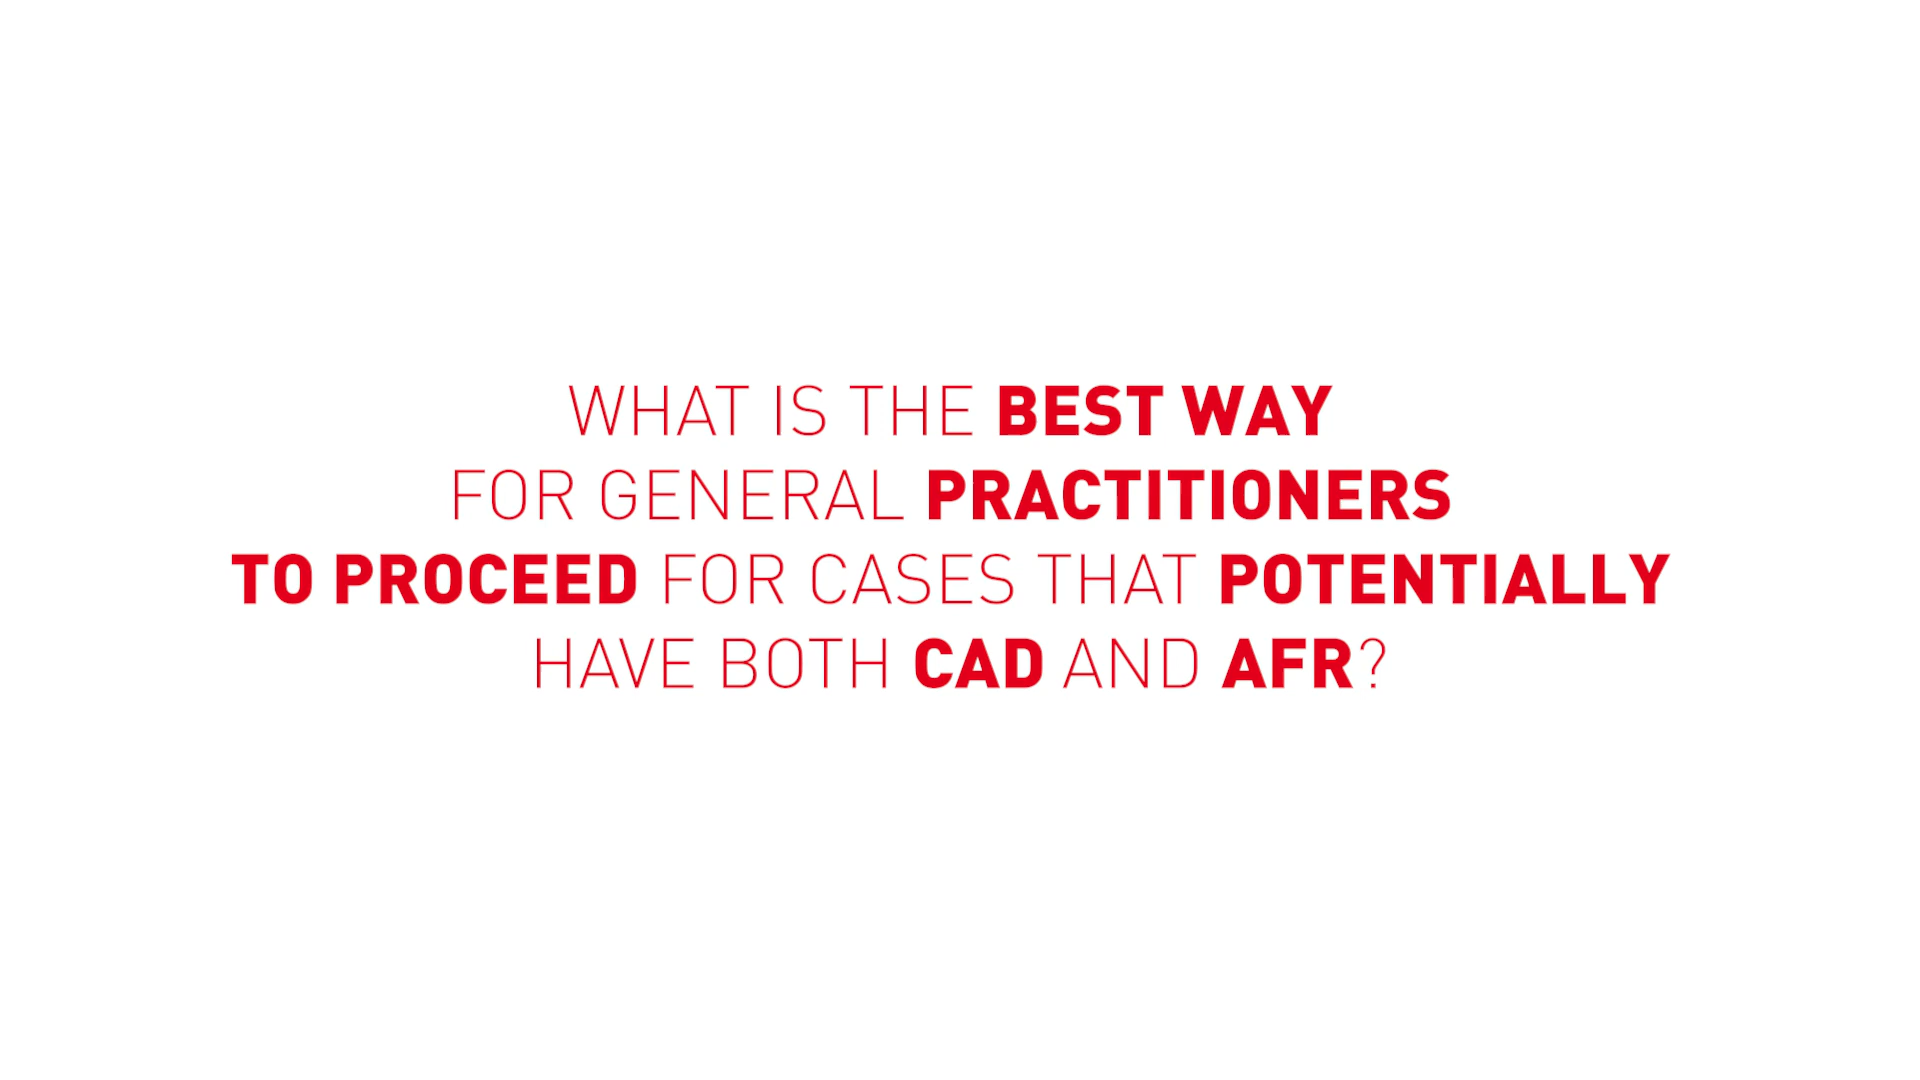 WHAT IS THE BEST WAY
FOR GENERAL PRACTITIONERS
TO PROCEED FOR CASES THAT POTENTIALLY
HAVE BOTH CAD AND AFR?